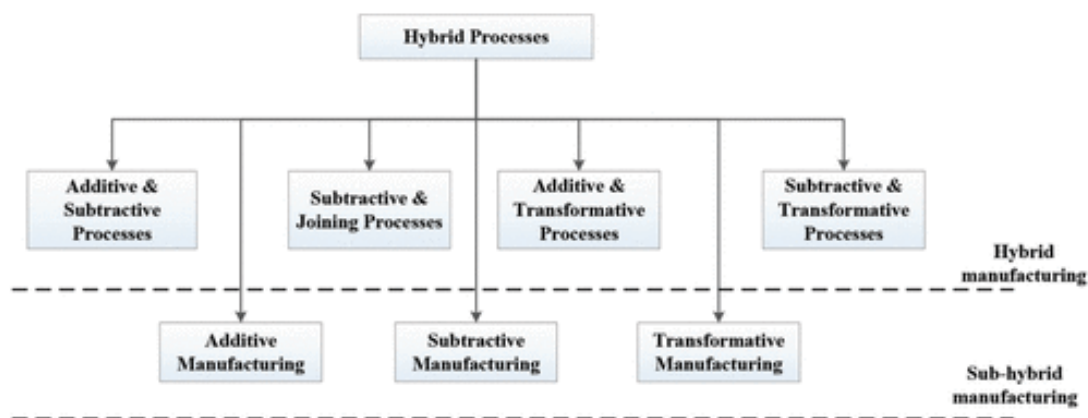 Hybrid Processes
Additive &
Subtractive
Processes
Subtractive &
Joining Processes
Additive &
Transformative
Processes
Subtractive &
Transformative
Processes
Hybrid
manufacturing
Additive
Manufacturing
Subtractive
Manufacturing
Transformative
Manufacturing
Sub-hybrid
manufacturing